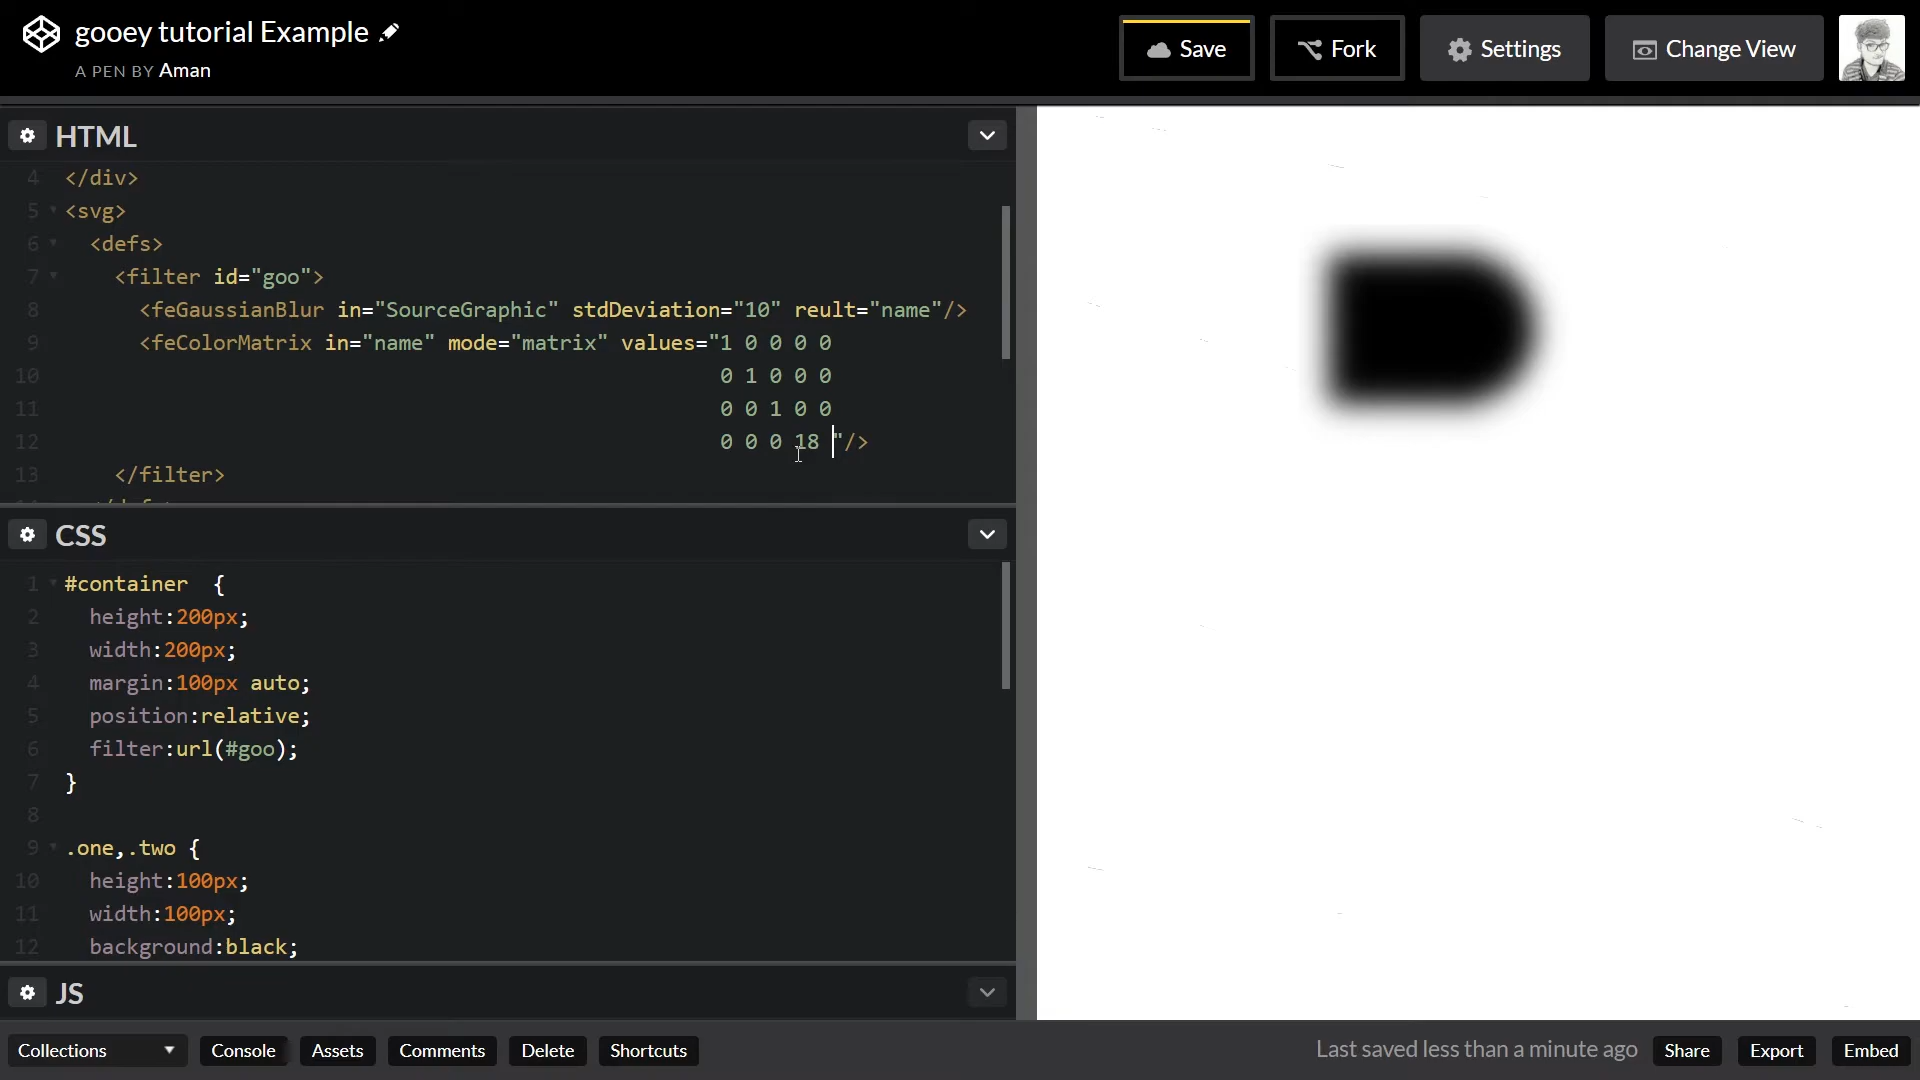 gooey tutorial Example
A PEN BY Aman
Save
Fork
Settings
Change View
HTML
4 </div>
5 <svg>
6 <defs>
7 <filter id="goo">
8 <feGaussianBlur in="SourceGraphic" stdDeviation="10" reult="name"/>
9 <feColorMatrix in="name" mode="matrix" values="1 0 0 0 0
10 0 1 0 0 0
11 0 0 1 0 0
12 0 0 0 18 "/>
13 </filter>
CSS
1 #container {
2 height:200px;
3 width:200px;
4 margin:100px auto;
5 position:relative;
6 filter:url(#goo);
7 }
8
9 .one,.two {
10 height:100px;
11 width:100px;
12 background:black;
JS
Collections
Console
Assets
Comments
Delete
Shortcuts
Last saved less than a minute ago
Share
Export
Embed